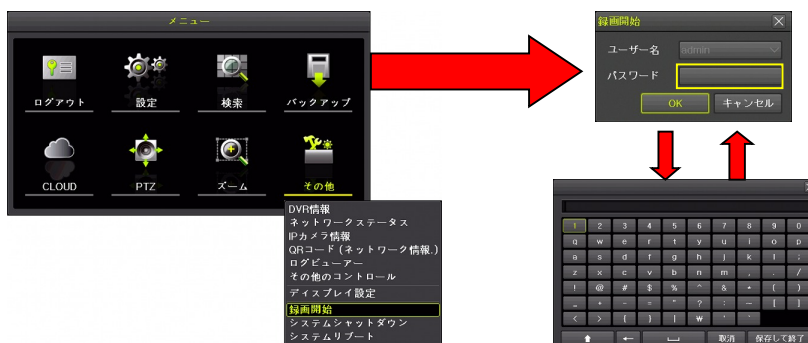 メニュー
ログアウト 設定 検索 バックアップ
CLOUD PTZ ズーム その他
DVR情報
ネットワークステータス
IPカメラ情報
QRコード (ネットワーク情報.)
ログビューアー
その他のコントロール
ディスプレイ設定
録画開始
システムシャットダウン
システムリブート
録画開始
ユーザー名 admin
パスワード
OK キャンセル
1 2 3 4 5 6 7 8 9 0
q w e r t y u i o p
a s d f g h j k l ;
z x c v b n m , . /
! @ # $ % ^ & * ( )
_ + - = " ? : — [ ]
< > { } | ₩ ' `
取消 保存して終了